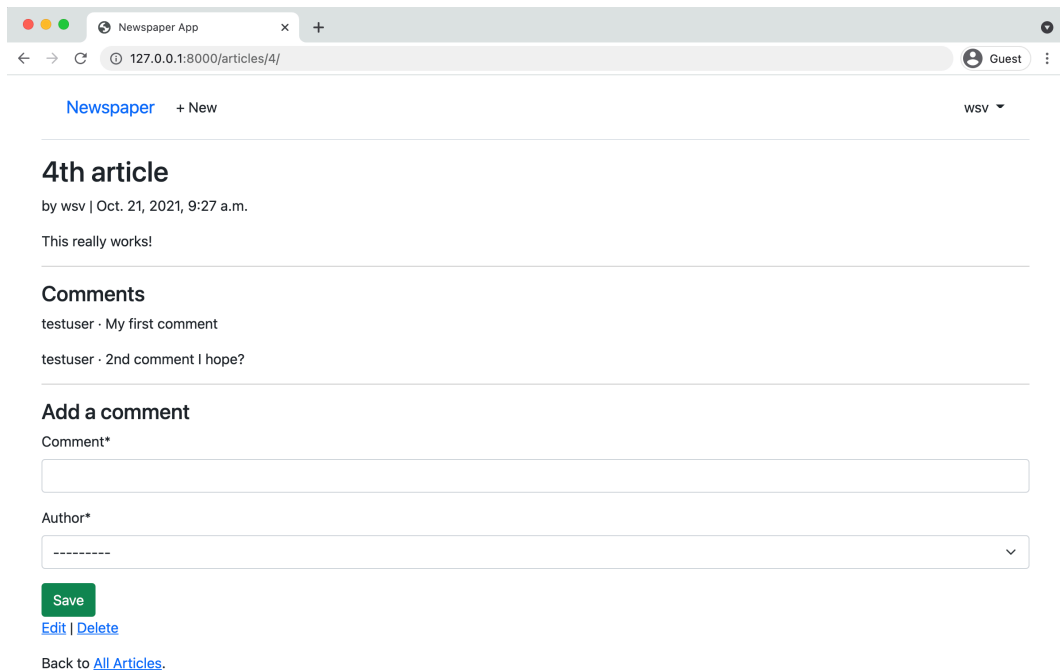 Newspaper App
127.0.0.1:8000/articles/4/
Guest
Newspaper + New wsv
4th article
by wsv | Oct. 21, 2021, 9:27 a.m.
This really works!
Comments
testuser · My first comment
testuser · 2nd comment I hope?
Add a comment
Comment*
Author*
---------
Save
Edit | Delete
Back to All Articles.